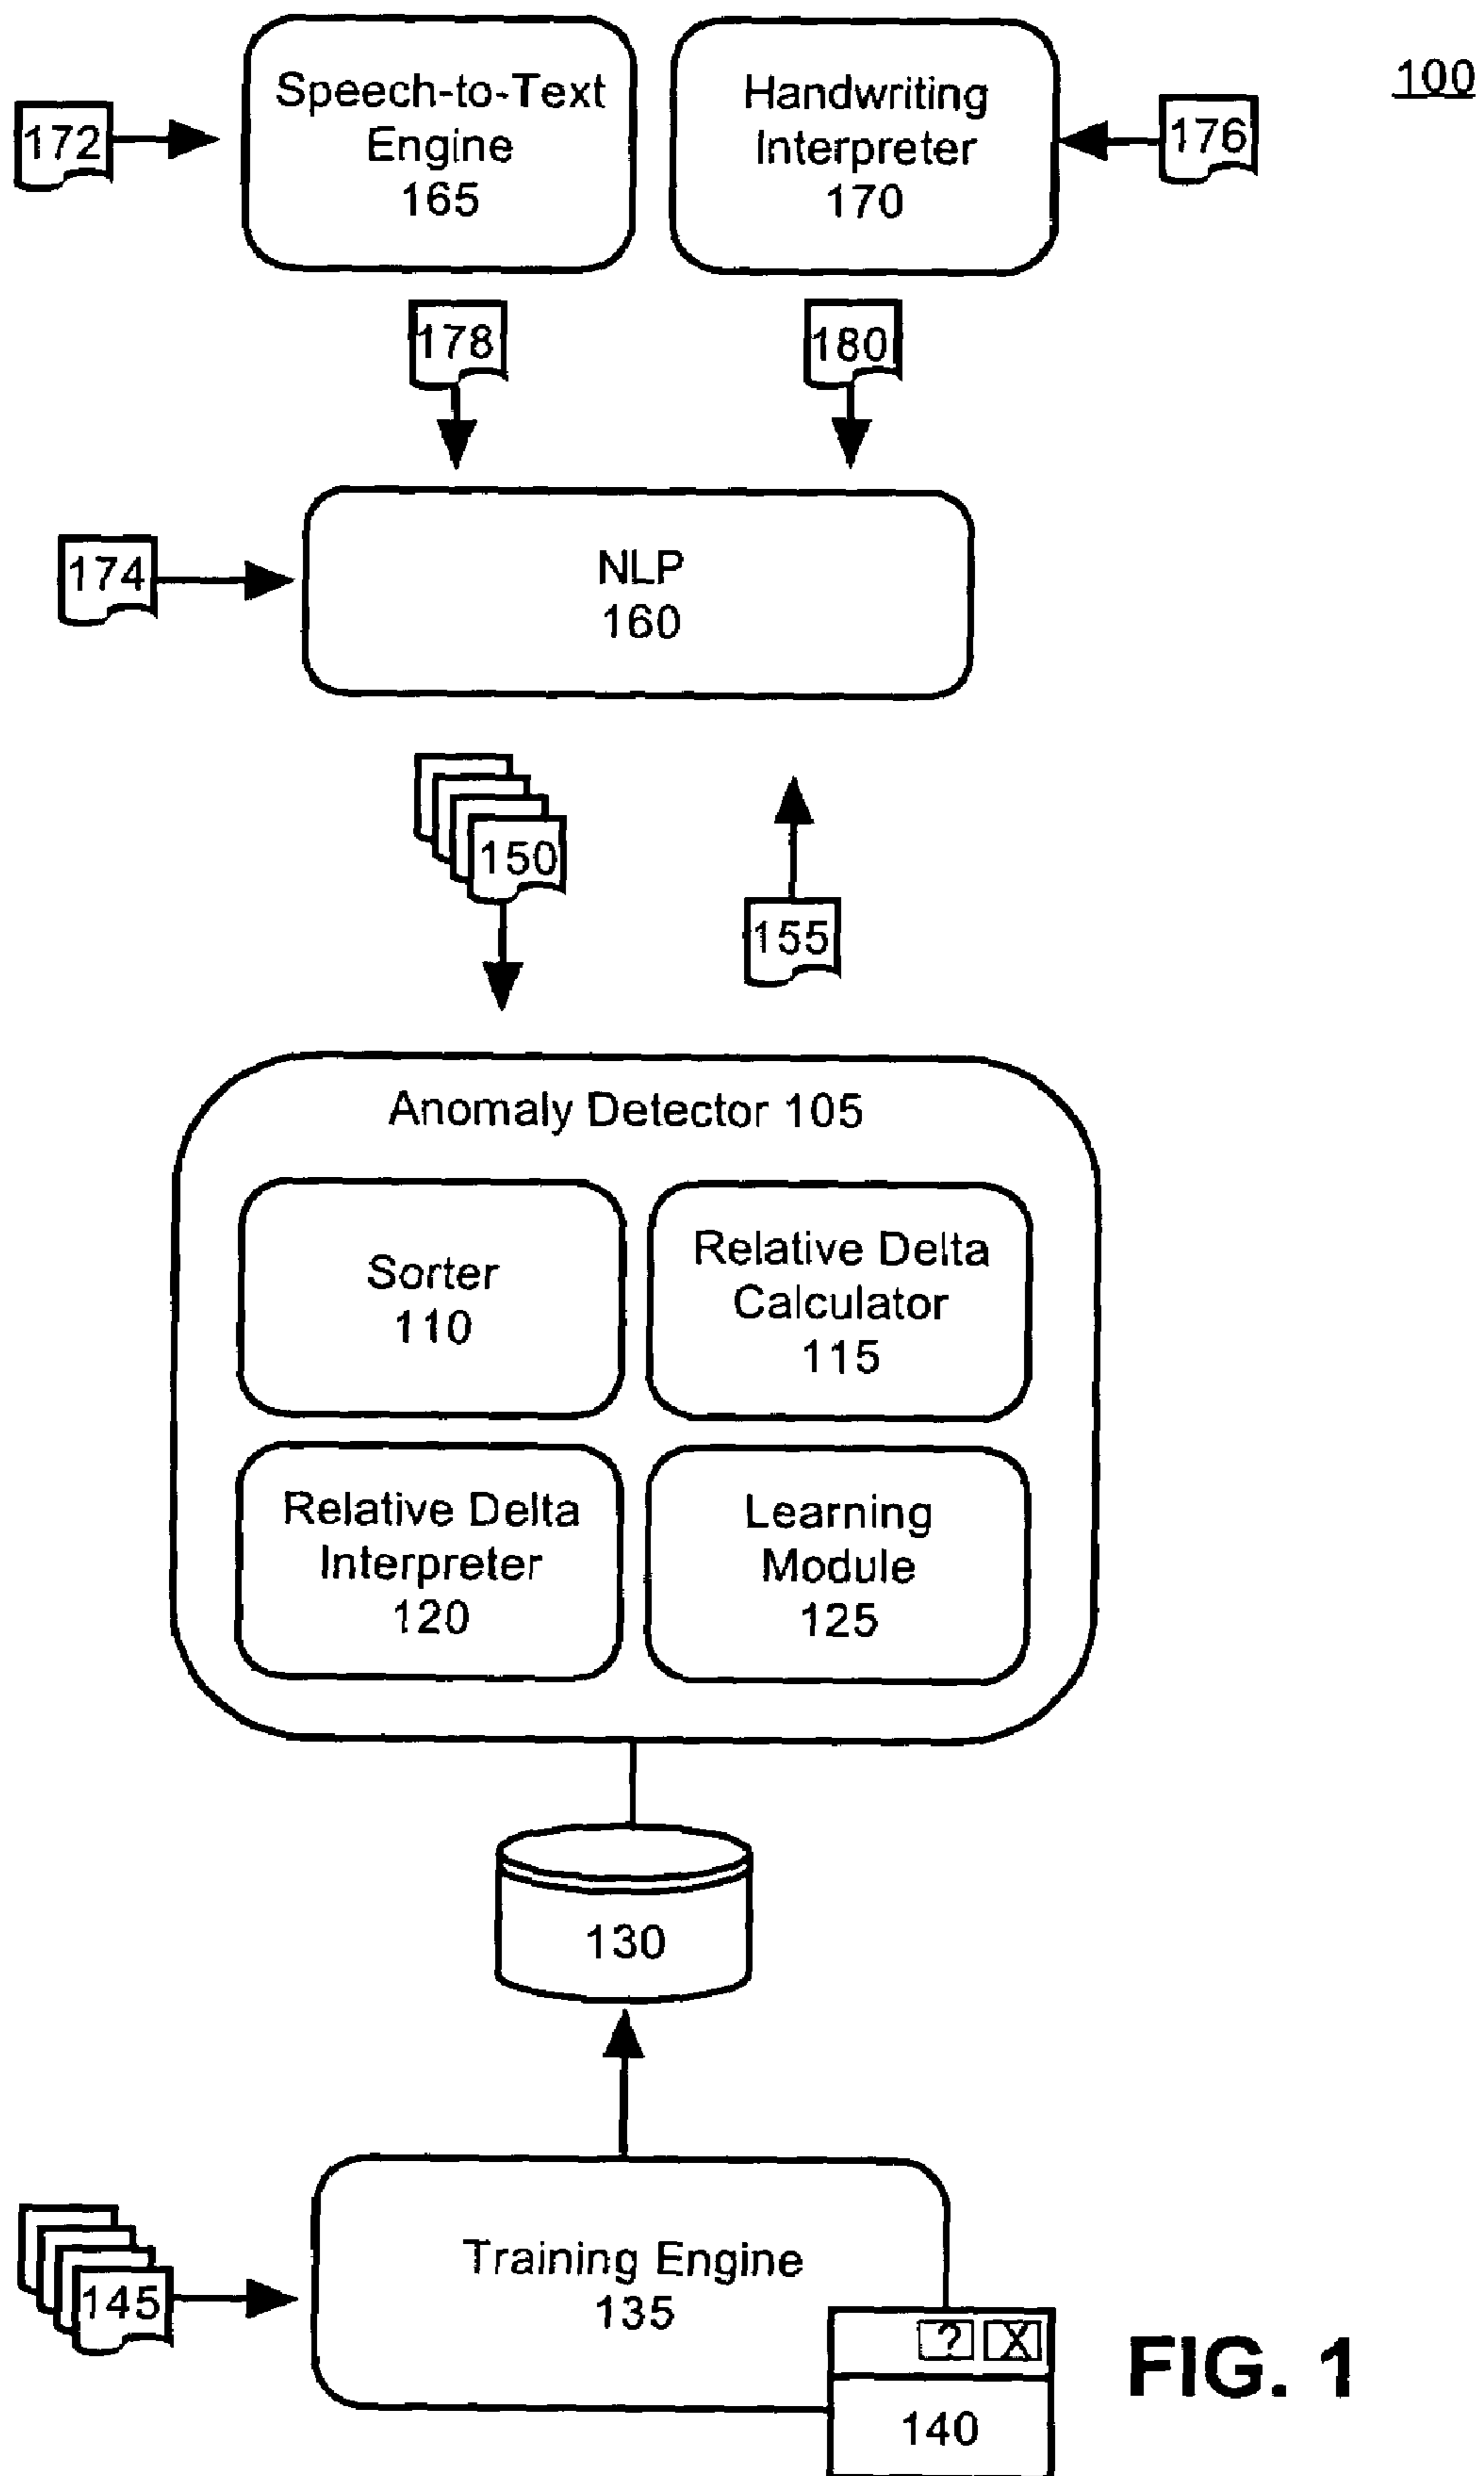 100
Speech-to-Text
Engine
165
Handwriting
Interpreter
170
172
176
178
180
174
NLP
160
150
155
Anomaly Detector 105
Sorter
110
Relative Delta
Calculator
115
Relative Delta
Interpreter
120
Learning
Module
125
130
Training Engine
135
145
? X
140
FIG. 1